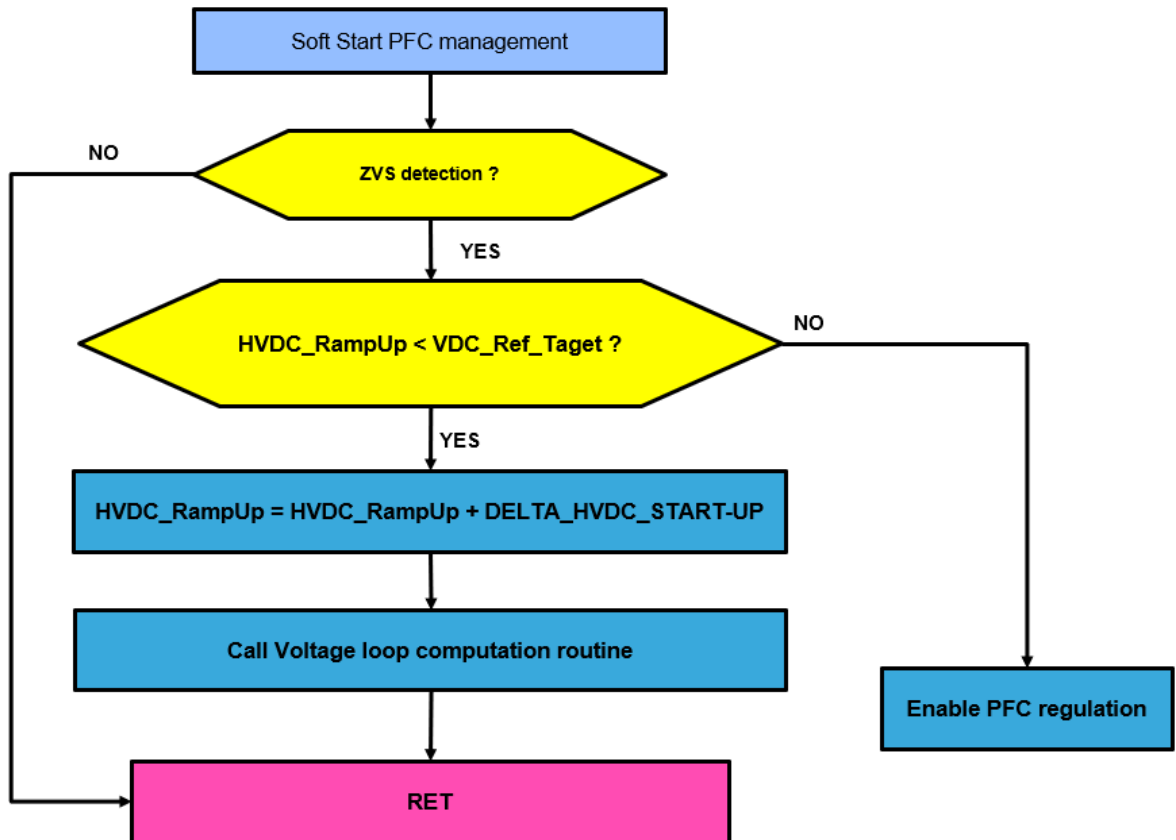 Soft Start PFC management
NO
ZVS detection ?
YES
HVDC_RampUp < VDC_Ref_Taget ?
NO
YES
HVDC_RampUp = HVDC_RampUp + DELTA_HVDC_START-UP
Call Voltage loop computation routine
Enable PFC regulation
RET